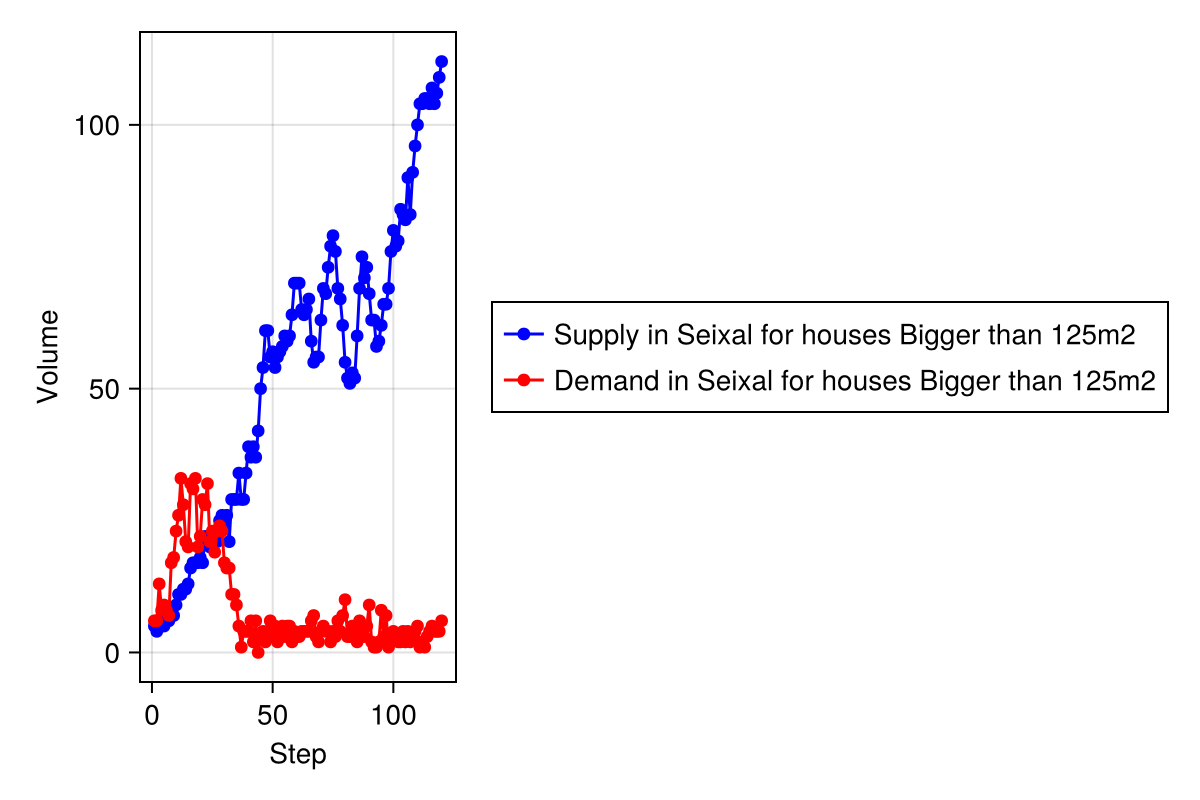 100
50
0
Volume
0
50
100
Step
Supply in Seixal for houses Bigger than 125m2
Demand in Seixal for houses Bigger than 125m2